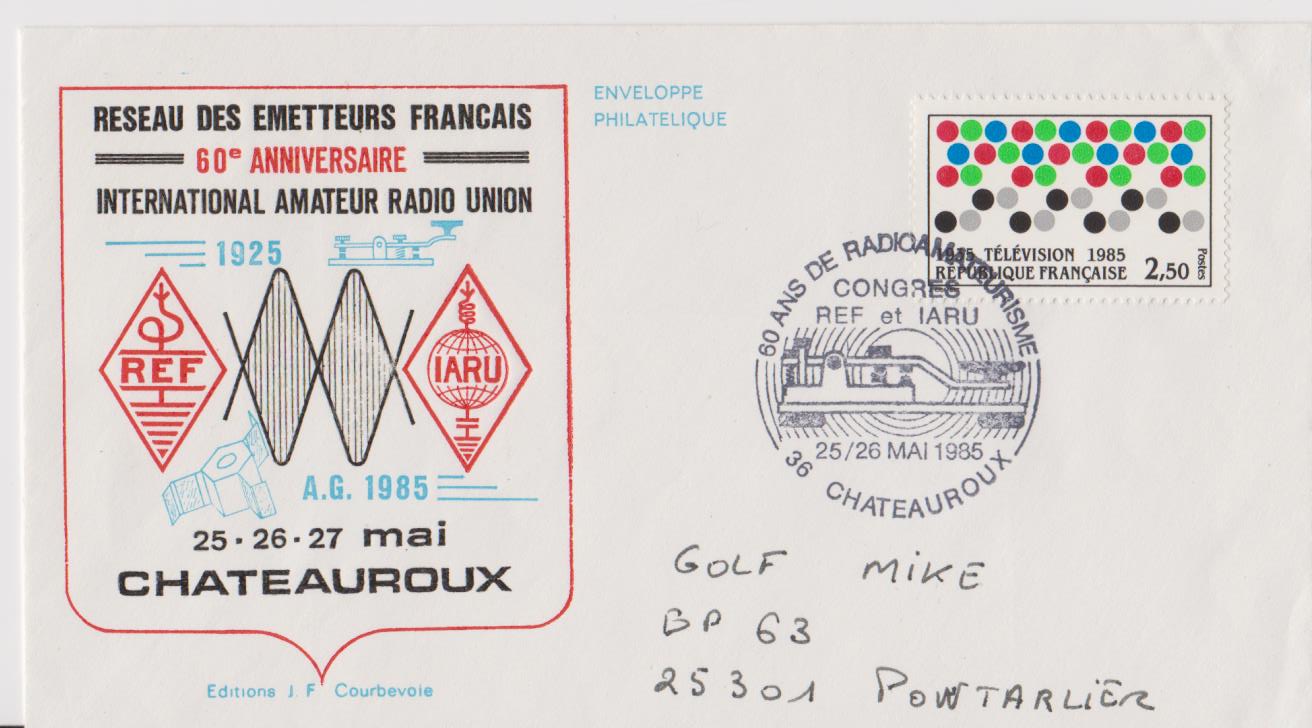 RESEAU DES EMETTEURS FRANCAIS
60e ANNIVERSAIRE
INTERNATIONAL AMATEUR RADIO UNION
1925
REF
IARU
A.G. 1985
25 · 26 · 27 mai
CHATEAUROUX
Editions J. F. Courbevoie
ENVELOPPE
PHILATELIQUE
1935 TÉLÉVISION 1985
RÉPUBLIQUE FRANÇAISE 2,50
Postes
60 ANS DE RADIOAMATEURISME
CONGRES
REF et IARU
25/26 MAI 1985
36 CHATEAUROUX
GOLF MIKE
BP 63
25301 PONTARLIER